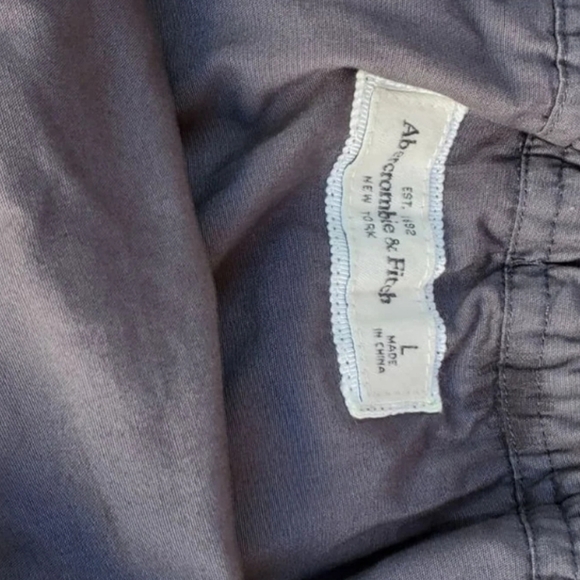 Abercrombie & Fitch
EST. 1892
NEW YORK
L
MADE
IN CHINA